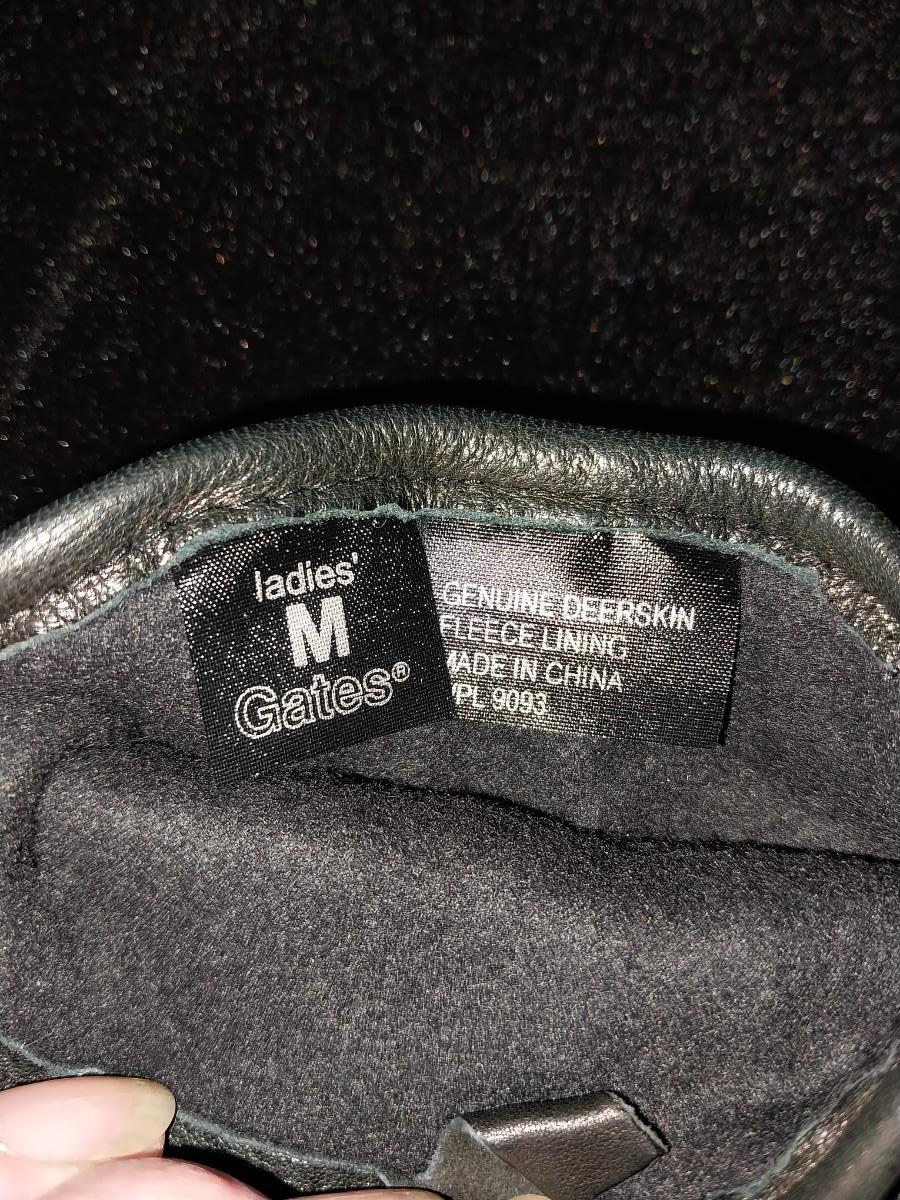 ladies'
M
Gates®
GENUINE DEERSKIN
FLEECE LINING
MADE IN CHINA
WPL 9093